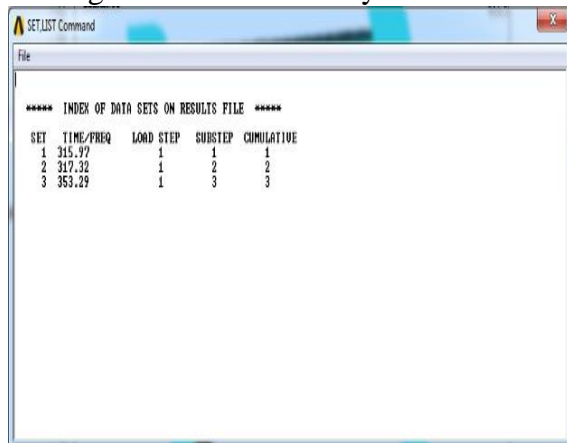 SET,LIST Command
File
***** INDEX OF DATA SETS ON RESULTS FILE *****
SET TIME/FREQ LOAD STEP SUBSTEP CUMULATIVE
1 315.97 1 1 1
2 317.32 1 2 2
3 353.29 1 3 3